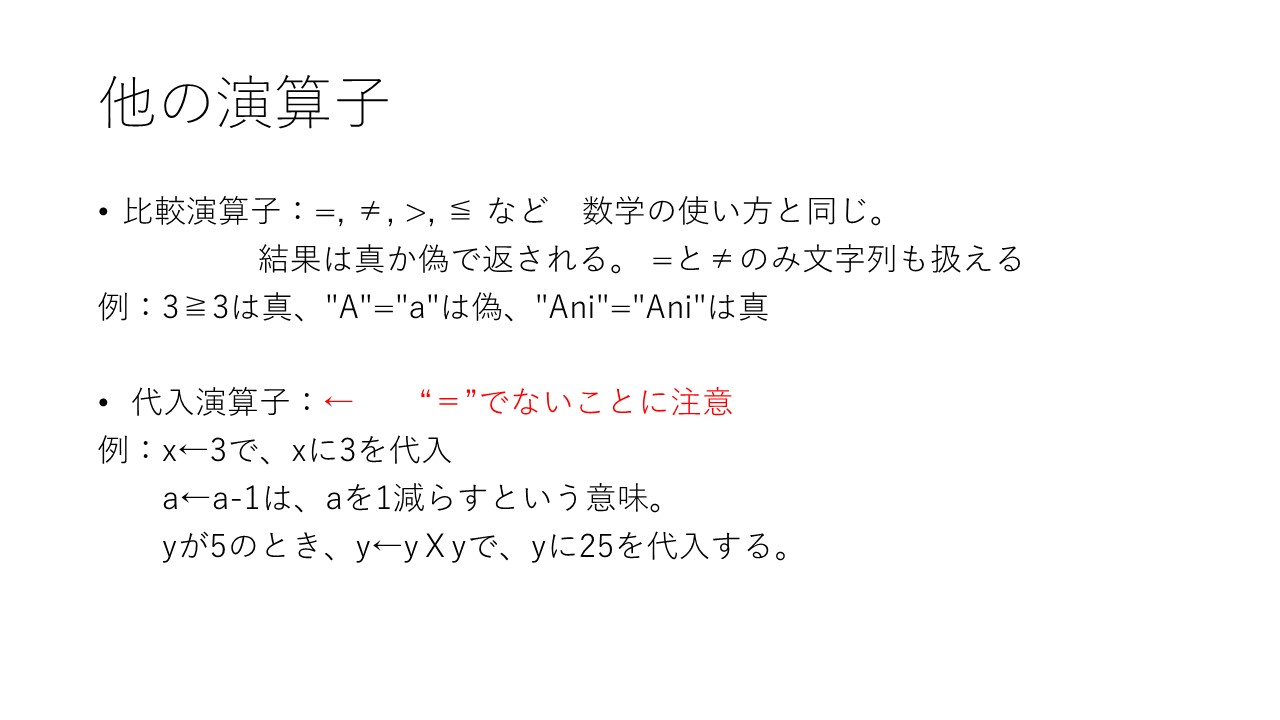 他の演算子
• 比較演算子：=, ≠, >, ≦ など　数学の使い方と同じ。
結果は真か偽で返される。 =と≠のみ文字列も扱える
例：3≧3は真、"A"="a"は偽、"Ani"="Ani"は真
• 代入演算子：←　　“＝”でないことに注意
例：x←3で、xに3を代入
a←a-1は、aを1減らすという意味。
yが5のとき、y←yＸyで、yに25を代入する。